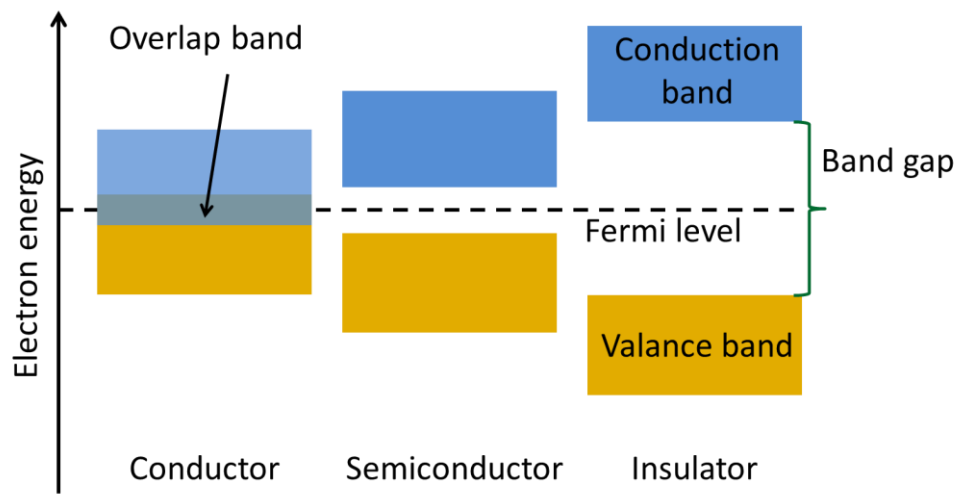 Overlap band
Conduction
band
Band gap
Electron energy
Fermi level
Valance band
Conductor
Semiconductor
Insulator